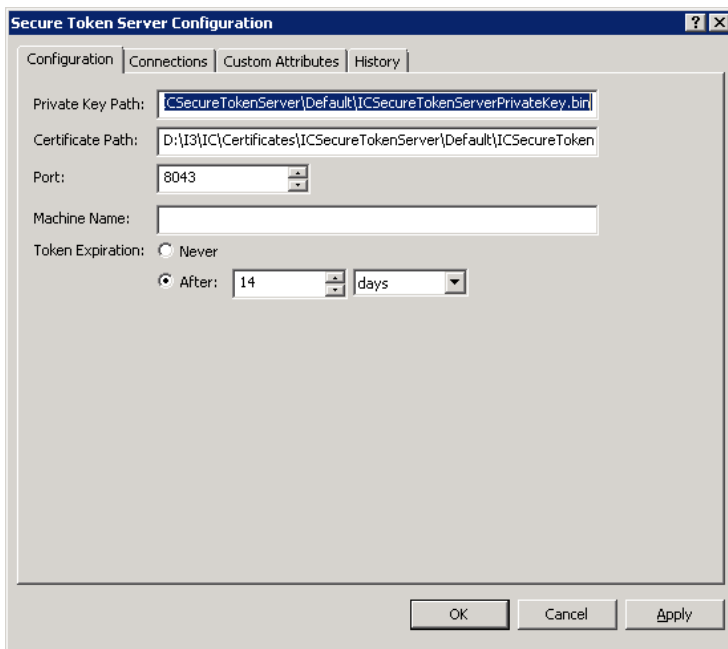 Secure Token Server Configuration
Configuration Connections Custom Attributes History
Private Key Path: ICSecureTokenServer\Default\ICSecureTokenServerPrivateKey.bin
Certificate Path: D:\I3\IC\Certificates\ICSecureTokenServer\Default\ICSecureToken
Port: 8043
Machine Name:
Token Expiration: Never
After: 14 days
OK Cancel Apply